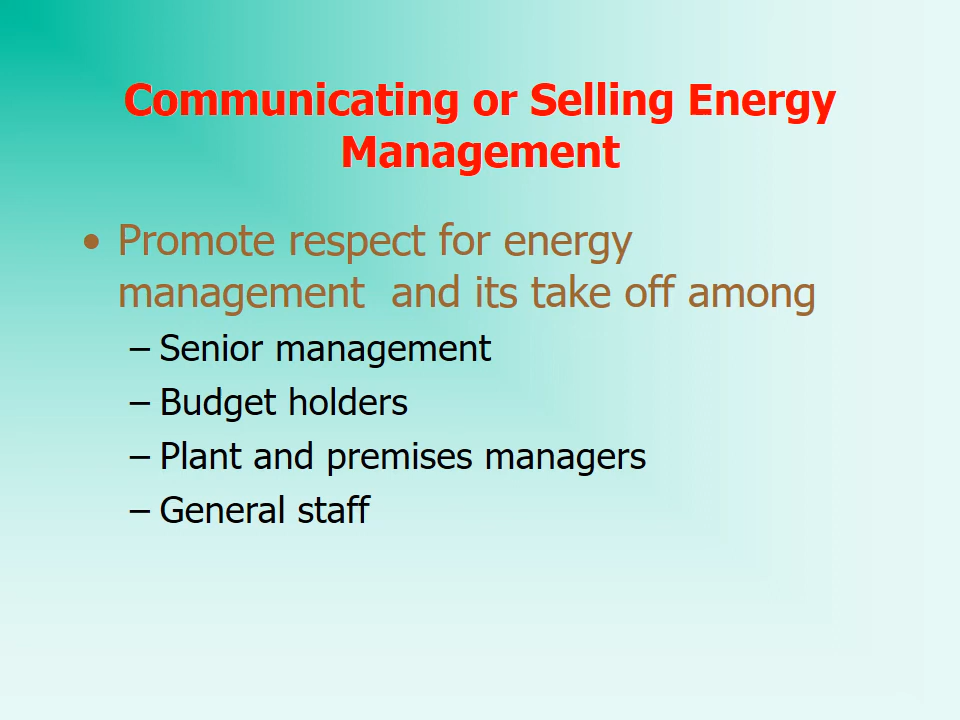 Communicating or Selling Energy
Management
• Promote respect for energy
management  and its take off among
– Senior management
– Budget holders
– Plant and premises managers
– General staff